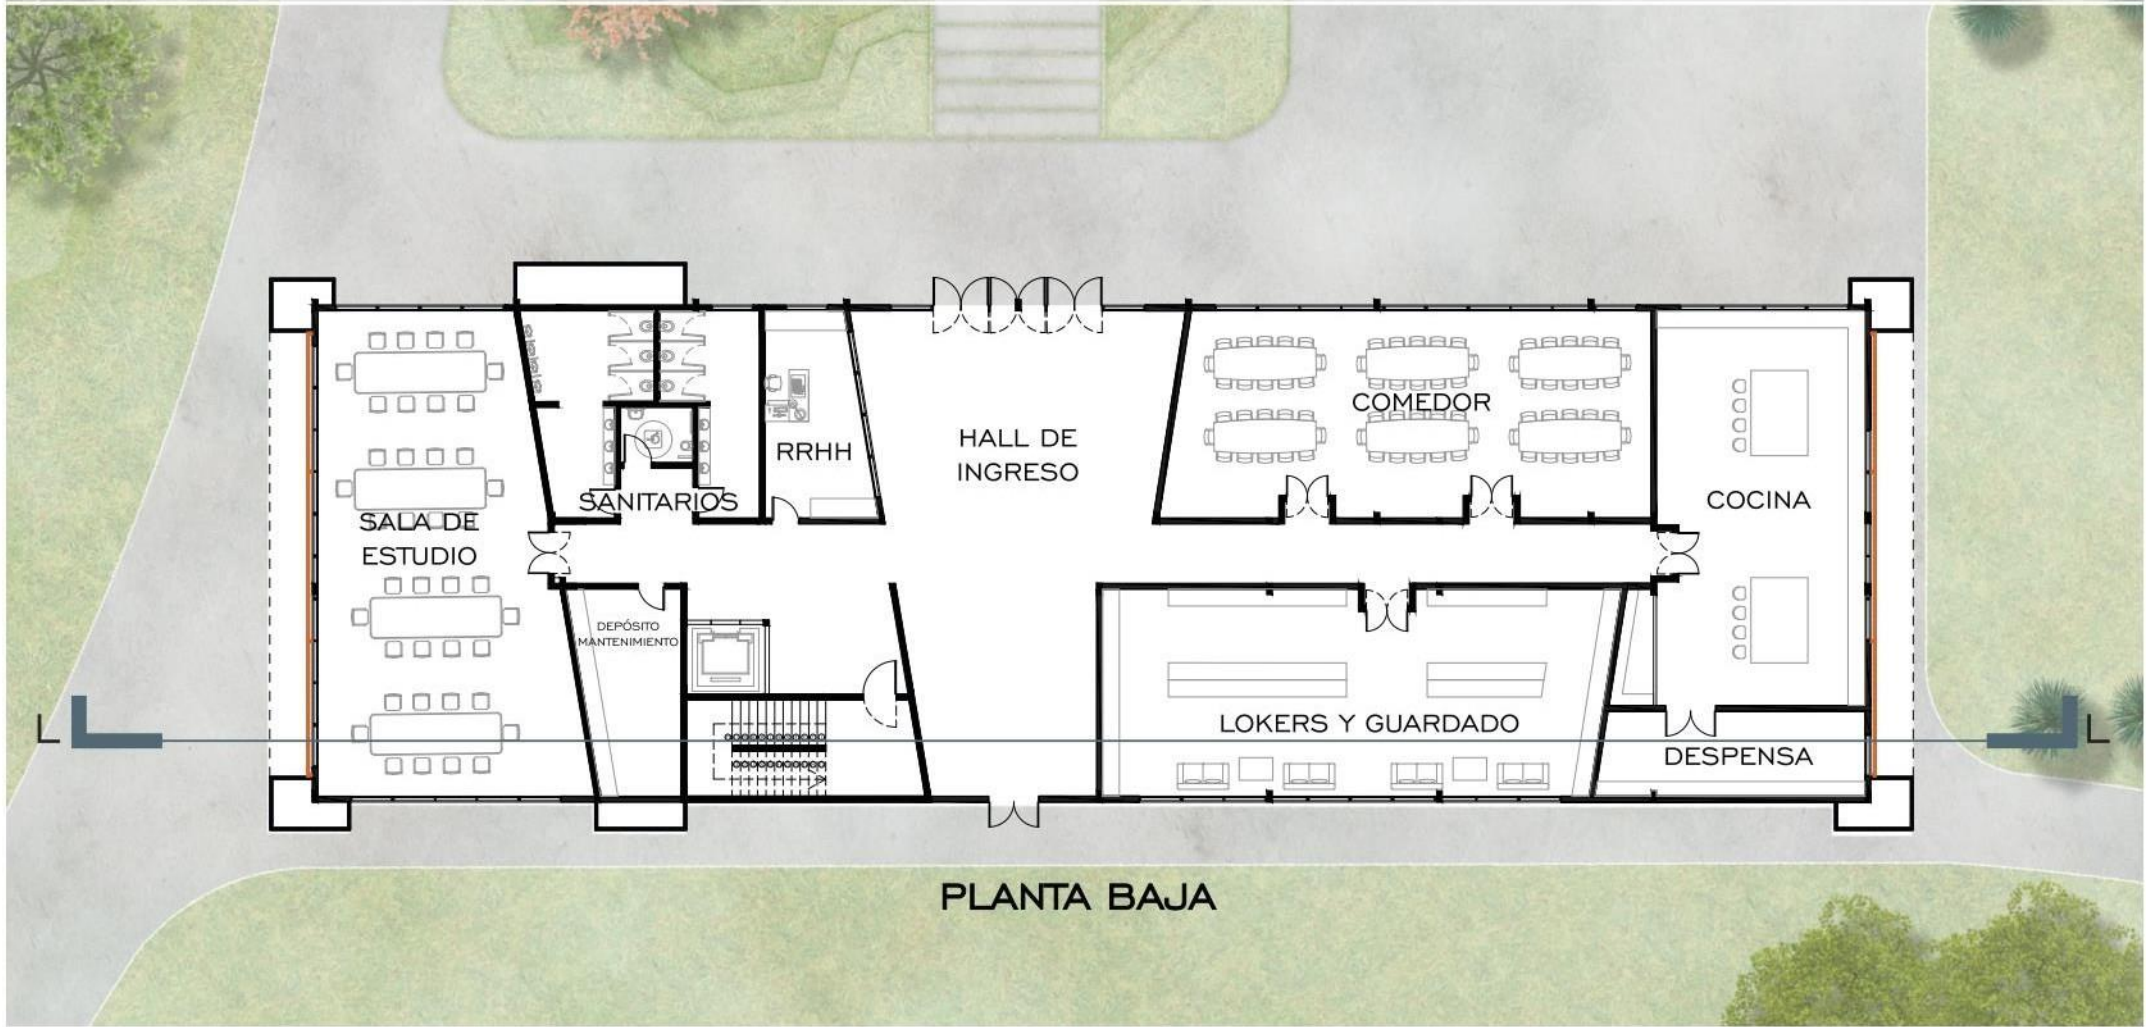 COMEDOR
HALL DE
INGRESO
RRHH
SANITARIOS
COCINA
SALA DE
ESTUDIO
DEPÓSITO
MANTENIMIENTO
LOKERS Y GUARDADO
L
L
DESPENSA
PLANTA BAJA